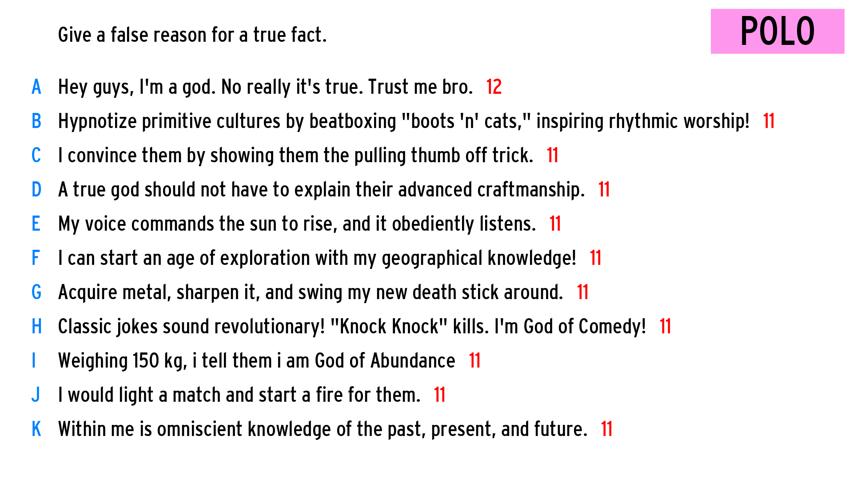 Give a false reason for a true fact.
POLO
A Hey guys, I'm a god. No really it's true. Trust me bro. 12
B Hypnotize primitive cultures by beatboxing "boots 'n' cats," inspiring rhythmic worship! 11
C I convince them by showing them the pulling thumb off trick. 11
D A true god should not have to explain their advanced craftmanship. 11
E My voice commands the sun to rise, and it obediently listens. 11
F I can start an age of exploration with my geographical knowledge! 11
G Acquire metal, sharpen it, and swing my new death stick around. 11
H Classic jokes sound revolutionary! "Knock Knock" kills. I'm God of Comedy! 11
I Weighing 150 kg, i tell them i am God of Abundance 11
J I would light a match and start a fire for them. 11
K Within me is omniscient knowledge of the past, present, and future. 11